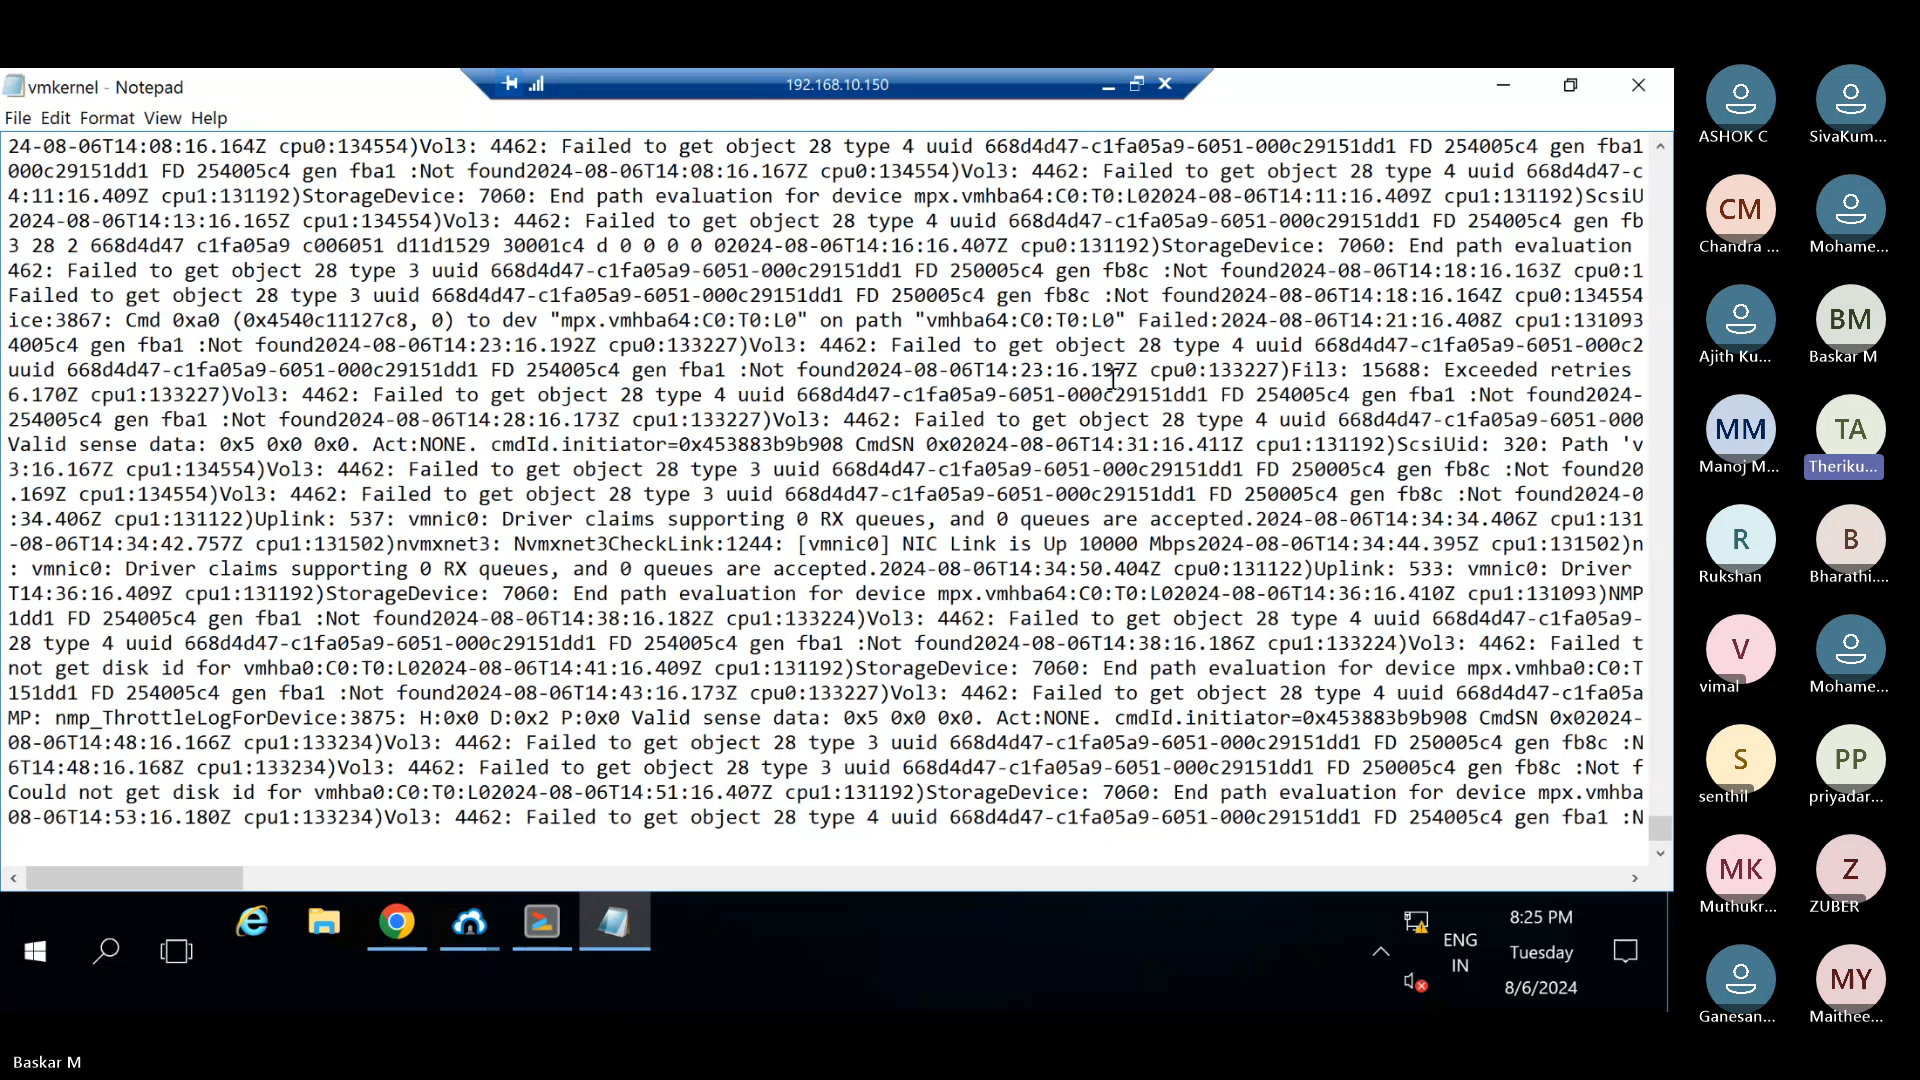 vmkernel - Notepad
192.168.10.150
File Edit Format View Help
24-08-06T14:08:16.164Z cpu0:134554)Vol3: 4462: Failed to get object 28 type 4 uuid 668d4d47-c1fa05a9-6051-000c29151dd1 FD 254005c4 gen fba1
000c29151dd1 FD 254005c4 gen fba1 :Not found2024-08-06T14:08:16.167Z cpu0:134554)Vol3: 4462: Failed to get object 28 type 4 uuid 668d4d47-c
4:11:16.409Z cpu1:131192)StorageDevice: 7060: End path evaluation for device mpx.vmhba64:C0:T0:L02024-08-06T14:11:16.409Z cpu1:131192)ScsiU
2024-08-06T14:13:16.165Z cpu1:134554)Vol3: 4462: Failed to get object 28 type 4 uuid 668d4d47-c1fa05a9-6051-000c29151dd1 FD 254005c4 gen fb
3 28 2 668d4d47 c1fa05a9 c006051 d11d1529 30001c4 d 0 0 0 0 02024-08-06T14:16:16.407Z cpu0:131192)StorageDevice: 7060: End path evaluation
462: Failed to get object 28 type 3 uuid 668d4d47-c1fa05a9-6051-000c29151dd1 FD 250005c4 gen fb8c :Not found2024-08-06T14:18:16.163Z cpu0:1
Failed to get object 28 type 3 uuid 668d4d47-c1fa05a9-6051-000c29151dd1 FD 250005c4 gen fb8c :Not found2024-08-06T14:18:16.164Z cpu0:134554
ice:3867: Cmd 0xa0 (0x4540c11127c8, 0) to dev "mpx.vmhba64:C0:T0:L0" on path "vmhba64:C0:T0:L0" Failed:2024-08-06T14:21:16.408Z cpu1:131093
4005c4 gen fba1 :Not found2024-08-06T14:23:16.192Z cpu0:133227)Vol3: 4462: Failed to get object 28 type 4 uuid 668d4d47-c1fa05a9-6051-000c2
uuid 668d4d47-c1fa05a9-6051-000c29151dd1 FD 254005c4 gen fba1 :Not found2024-08-06T14:23:16.197Z cpu0:133227)Fil3: 15688: Exceeded retries
6.170Z cpu1:133227)Vol3: 4462: Failed to get object 28 type 4 uuid 668d4d47-c1fa05a9-6051-000c29151dd1 FD 254005c4 gen fba1 :Not found2024-
254005c4 gen fba1 :Not found2024-08-06T14:28:16.173Z cpu1:133227)Vol3: 4462: Failed to get object 28 type 4 uuid 668d4d47-c1fa05a9-6051-000
Valid sense data: 0x5 0x0 0x0. Act:NONE. cmdId.initiator=0x453883b9b908 CmdSN 0x02024-08-06T14:31:16.411Z cpu1:131192)ScsiUid: 320: Path 'v
3:16.167Z cpu1:134554)Vol3: 4462: Failed to get object 28 type 3 uuid 668d4d47-c1fa05a9-6051-000c29151dd1 FD 250005c4 gen fb8c :Not found20
.169Z cpu1:134554)Vol3: 4462: Failed to get object 28 type 3 uuid 668d4d47-c1fa05a9-6051-000c29151dd1 FD 250005c4 gen fb8c :Not found2024-0
:34.406Z cpu1:131122)Uplink: 537: vmnic0: Driver claims supporting 0 RX queues, and 0 queues are accepted.2024-08-06T14:34:34.406Z cpu1:131
-08-06T14:34:42.757Z cpu1:131502)nvmxnet3: Nvmxnet3CheckLink:1244: [vmnic0] NIC Link is Up 10000 Mbps2024-08-06T14:34:44.395Z cpu1:131502)n
: vmnic0: Driver claims supporting 0 RX queues, and 0 queues are accepted.2024-08-06T14:34:50.404Z cpu0:131122)Uplink: 533: vmnic0: Driver
T14:36:16.409Z cpu1:131192)StorageDevice: 7060: End path evaluation for device mpx.vmhba64:C0:T0:L02024-08-06T14:36:16.410Z cpu1:131093)NMP
1dd1 FD 254005c4 gen fba1 :Not found2024-08-06T14:38:16.182Z cpu1:133224)Vol3: 4462: Failed to get object 28 type 4 uuid 668d4d47-c1fa05a9-
28 type 4 uuid 668d4d47-c1fa05a9-6051-000c29151dd1 FD 254005c4 gen fba1 :Not found2024-08-06T14:38:16.186Z cpu1:133224)Vol3: 4462: Failed t
not get disk id for vmhba0:C0:T0:L02024-08-06T14:41:16.409Z cpu1:131192)StorageDevice: 7060: End path evaluation for device mpx.vmhba0:C0:T
151dd1 FD 254005c4 gen fba1 :Not found2024-08-06T14:43:16.173Z cpu0:133227)Vol3: 4462: Failed to get object 28 type 4 uuid 668d4d47-c1fa05a
MP: nmp_ThrottleLogForDevice:3875: H:0x0 D:0x2 P:0x0 Valid sense data: 0x5 0x0 0x0. Act:NONE. cmdId.initiator=0x453883b9b908 CmdSN 0x02024-
08-06T14:48:16.166Z cpu1:133234)Vol3: 4462: Failed to get object 28 type 3 uuid 668d4d47-c1fa05a9-6051-000c29151dd1 FD 250005c4 gen fb8c :N
6T14:48:16.168Z cpu1:133234)Vol3: 4462: Failed to get object 28 type 3 uuid 668d4d47-c1fa05a9-6051-000c29151dd1 FD 250005c4 gen fb8c :Not f
Could not get disk id for vmhba0:C0:T0:L02024-08-06T14:51:16.407Z cpu1:131192)StorageDevice: 7060: End path evaluation for device mpx.vmhba
08-06T14:53:16.180Z cpu1:133234)Vol3: 4462: Failed to get object 28 type 4 uuid 668d4d47-c1fa05a9-6051-000c29151dd1 FD 254005c4 gen fba1 :N
ENG
IN
8:25 PM
Tuesday
8/6/2024
Baskar M
ASHOK C
SivaKum...
CM
Chandra ...
Mohame...
Ajith Ku...
BM
Baskar M
MM
Manoj M...
TA
Theriku...
R
Rukshan
B
Bharathi....
V
vimal
Mohame...
S
senthil
PP
priyadar...
MK
Muthukr...
Z
ZUBER
Ganesan...
MY
Maithee...